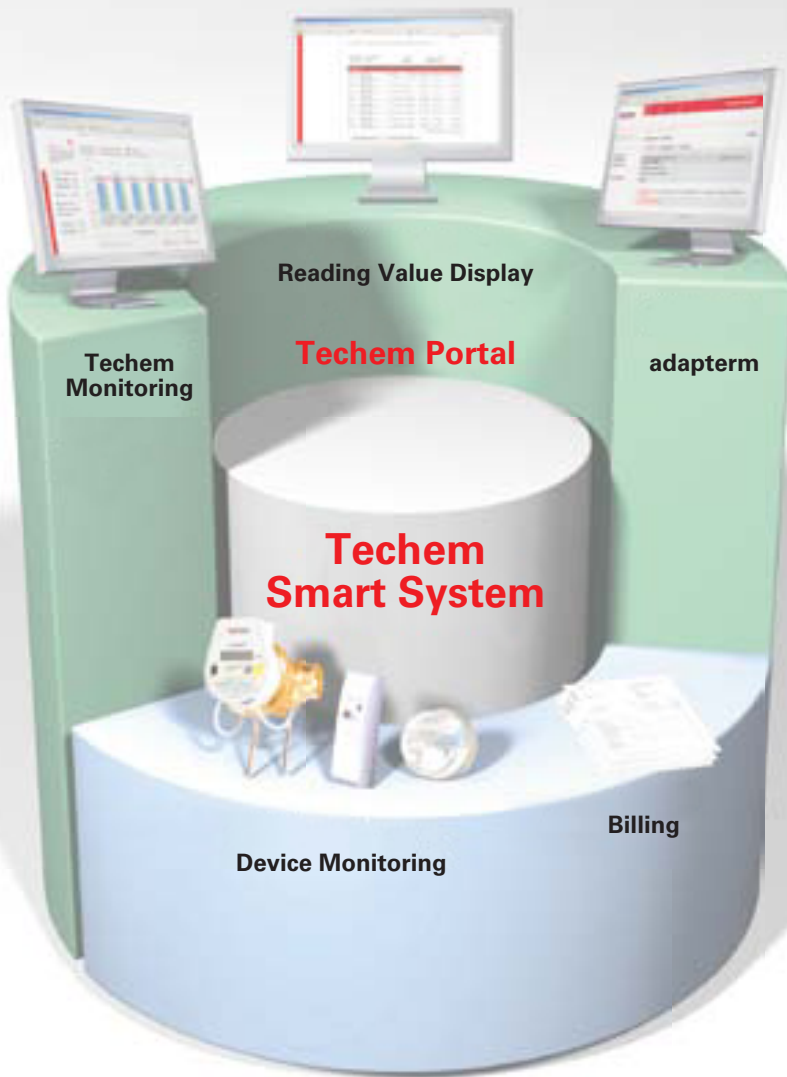 Reading Value Display
Techem Portal
Techem
Monitoring
adapterm
Techem
Smart System
Billing
Device Monitoring